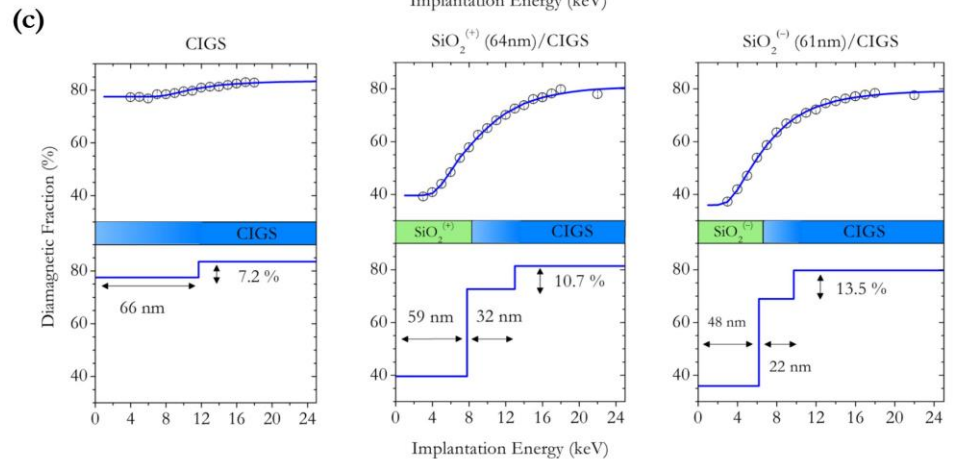 Implantation Energy (keV)
(c)
CIGS
SiO2(+) (64nm)/CIGS
SiO2(−) (61nm)/CIGS
Diamagnetic Fraction (%)
80
60
40
80
60
40
80
60
40
CIGS
SiO2(+)
CIGS
SiO2(−)
CIGS
80
60
40
7.2 %
66 nm
80
60
40
10.7 %
59 nm
32 nm
80
60
40
13.5 %
48 nm
22 nm
0 4 8 12 16 20 24
0 4 8 12 16 20 24
0 4 8 12 16 20 24
Implantation Energy (keV)